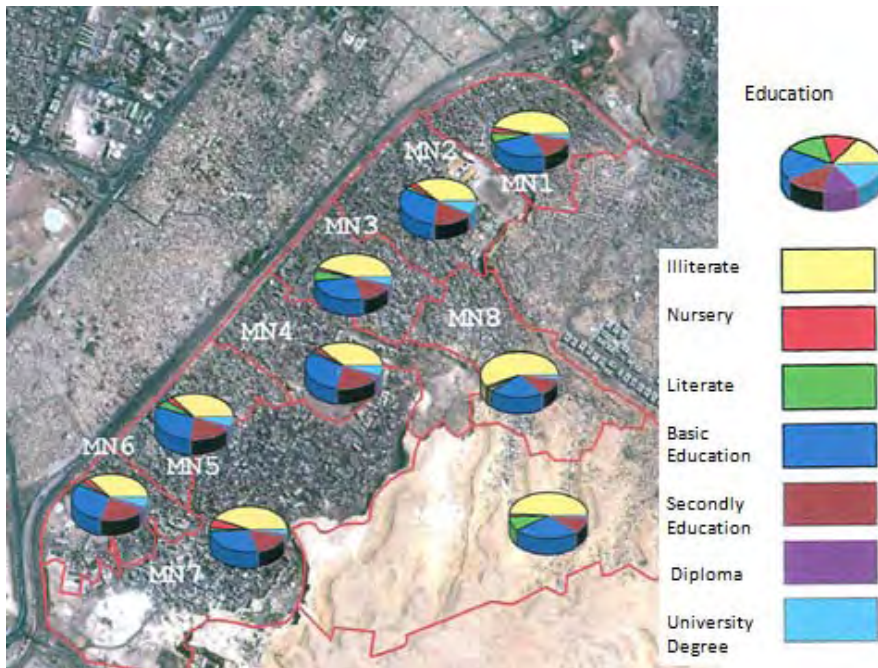 Education
MN2
MN1
MN3
MN8
MN4
MN6
MN5
MN7
Illiterate
Nursery
Literate
Basic
Education
Secondly
Education
Diploma
University
Degree